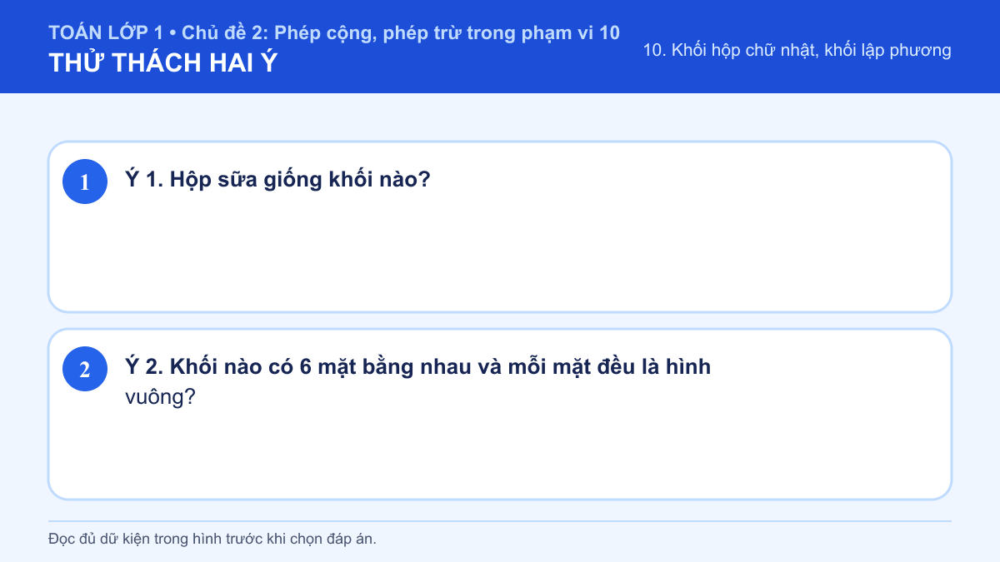 TOÁN LỚP 1 • Chủ đề 2: Phép cộng, phép trừ trong phạm vi 10
THỬ THÁCH HAI Ý
10. Khối hộp chữ nhật, khối lập phương
1
Ý 1. Hộp sữa giống khối nào?
2
Ý 2. Khối nào có 6 mặt bằng nhau và mỗi mặt đều là hình
vuông?
Đọc đủ dữ kiện trong hình trước khi chọn đáp án.